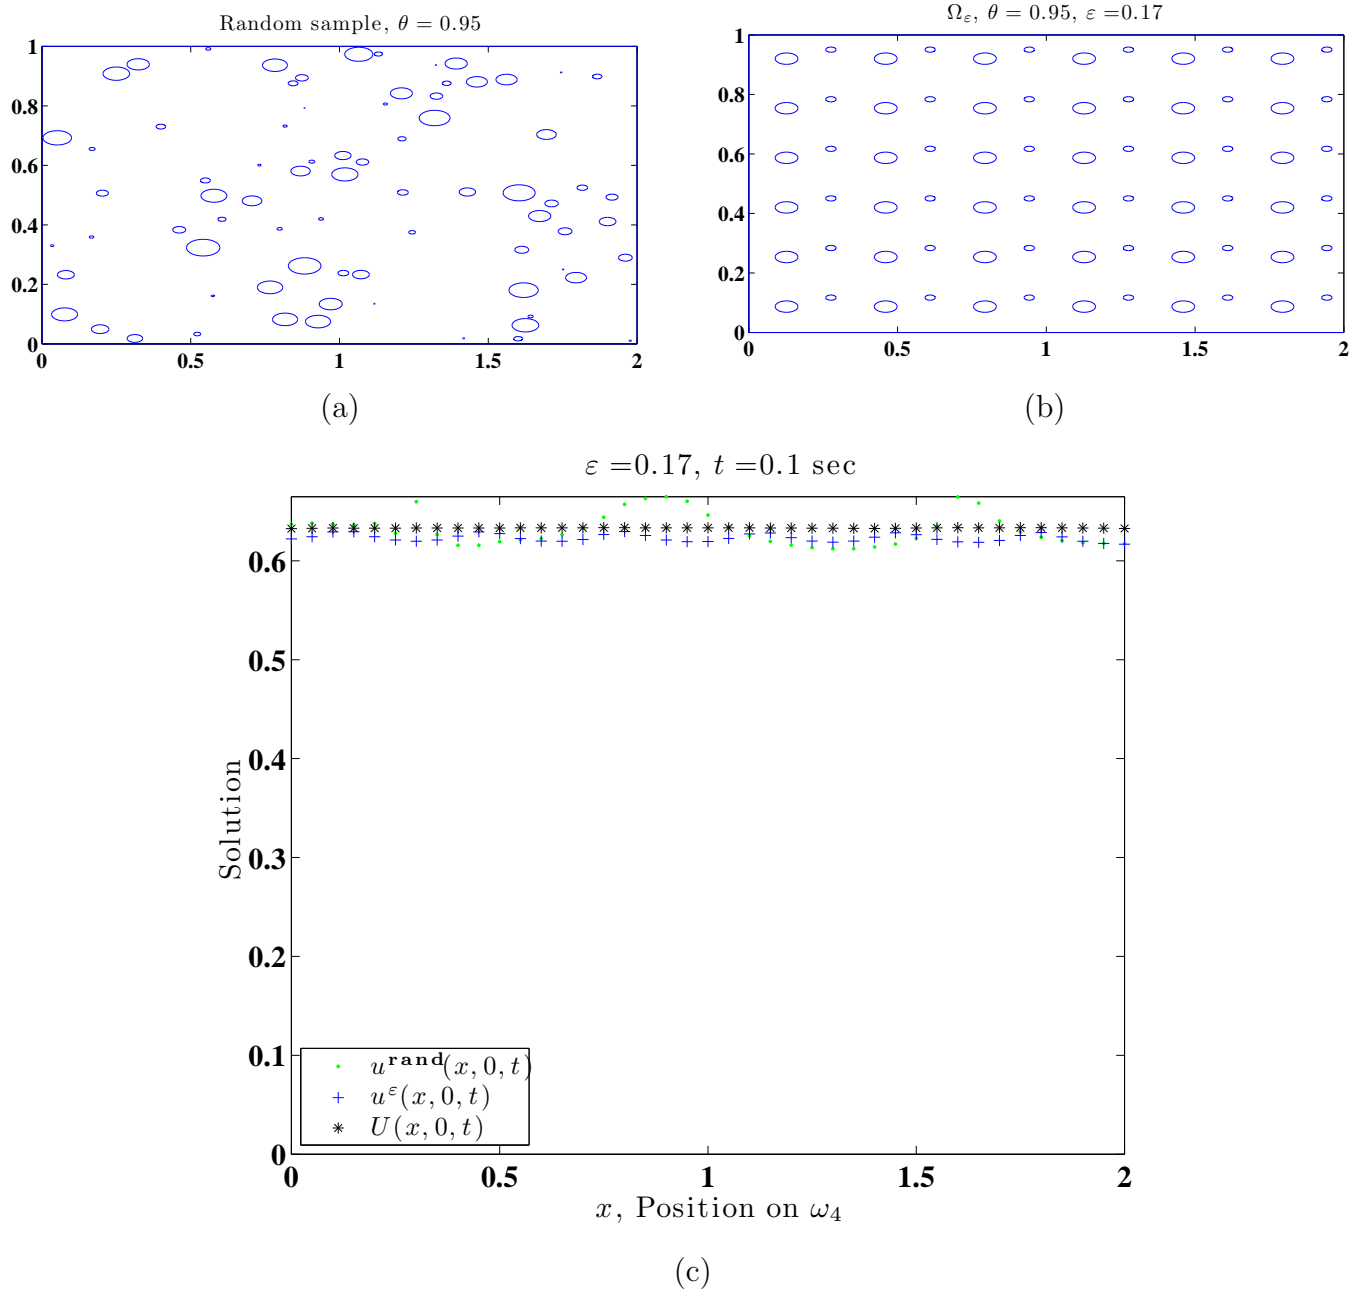 Random sample, θ = 0.95
1
0.8
0.6
0.4
0.2
0
0 0.5 1 1.5 2
(a)
Ω_ε, θ = 0.95, ε =0.17
1
0.8
0.6
0.4
0.2
0
0 0.5 1 1.5 2
(b)
ε =0.17, t =0.1 sec
0.6
0.5
0.4
0.3
0.2
0.1
0
Solution
u^rand(x, 0, t)
u^ε(x, 0, t)
U(x, 0, t)
0 0.5 1 1.5 2
x, Position on ω_4
(c)